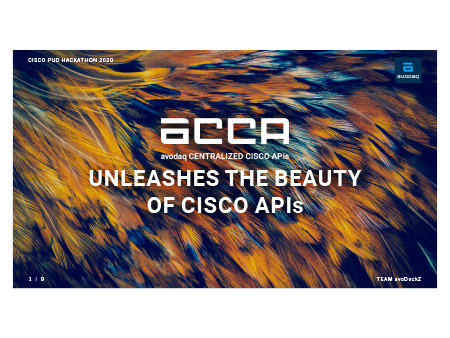 CISCO PUD HACKATHON 2020
avodaq
aCCA
avodaq CENTRALIZED CISCO APIs
UNLEASHES THE BEAUTY
OF CISCO APIs
1 | 9
TEAM avoDeckZ